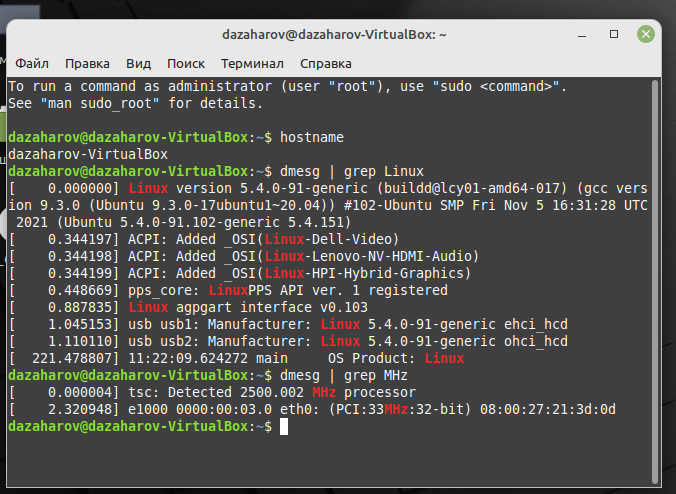 dazaharov@dazaharov-VirtualBox: ~
Файл Правка Вид Поиск Терминал Справка
To run a command as administrator (user "root"), use "sudo <command>".
See "man sudo_root" for details.
dazaharov@dazaharov-VirtualBox:~$ hostname
dazaharov-VirtualBox
dazaharov@dazaharov-VirtualBox:~$ dmesg | grep Linux
[    0.000000] Linux version 5.4.0-91-generic (buildd@lcy01-amd64-017) (gcc vers
ion 9.3.0 (Ubuntu 9.3.0-17ubuntu1~20.04)) #102-Ubuntu SMP Fri Nov 5 16:31:28 UTC
 2021 (Ubuntu 5.4.0-91.102-generic 5.4.151)
[    0.344197] ACPI: Added _OSI(Linux-Dell-Video)
[    0.344198] ACPI: Added _OSI(Linux-Lenovo-NV-HDMI-Audio)
[    0.344199] ACPI: Added _OSI(Linux-HPI-Hybrid-Graphics)
[    0.448669] pps_core: LinuxPPS API ver. 1 registered
[    0.887835] Linux agpgart interface v0.103
[    1.045153] usb usb1: Manufacturer: Linux 5.4.0-91-generic ehci_hcd
[    1.110110] usb usb2: Manufacturer: Linux 5.4.0-91-generic ohci_hcd
[  221.478807] 11:22:09.624272 main     OS Product: Linux
dazaharov@dazaharov-VirtualBox:~$ dmesg | grep MHz
[    0.000004] tsc: Detected 2500.002 MHz processor
[    2.320948] e1000 0000:00:03.0 eth0: (PCI:33MHz:32-bit) 08:00:27:21:3d:0d
dazaharov@dazaharov-VirtualBox:~$